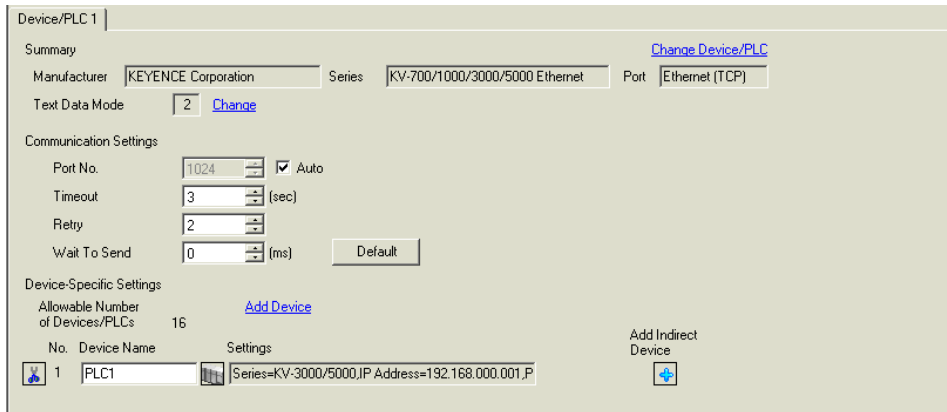 Device/PLC 1
Summary
Change Device/PLC
Manufacturer KEYENCE Corporation Series KV-700/1000/3000/5000 Ethernet Port Ethernet (TCP)
Text Data Mode 2 Change
Communication Settings
Port No. 1024 Auto
Timeout 3 (sec)
Retry 2
Wait To Send 0 (ms) Default
Device-Specific Settings
Allowable Number
of Devices/PLCs 16
Add Device
Add Indirect
Device
No. Device Name Settings
1 PLC1 Series=KV-3000/5000,IP Address=192.168.000.001,P